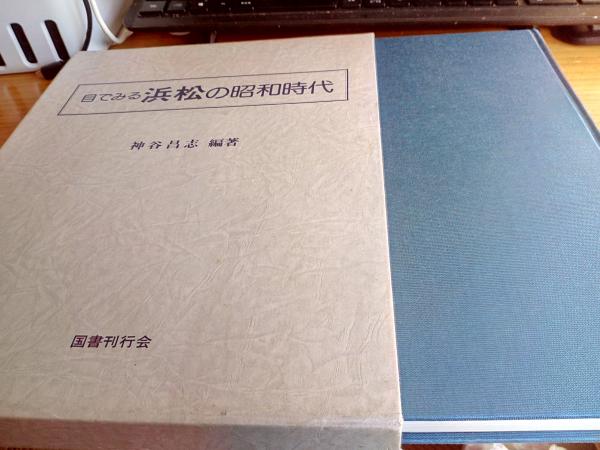 目でみる浜松の昭和時代
神谷昌志 編著
国書刊行会